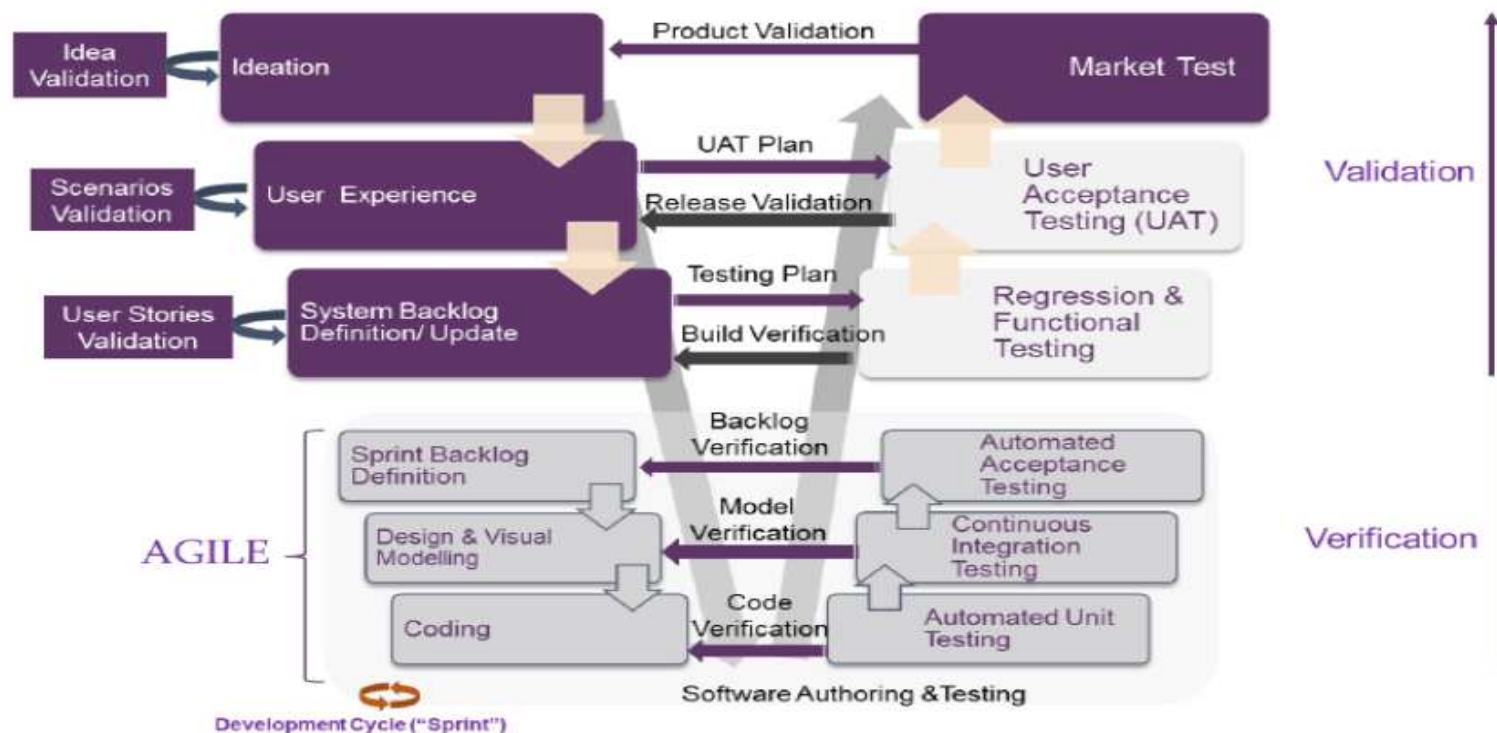 Product Validation
Idea
Validation
Ideation
Market Test
UAT Plan
Scenarios
Validation
User Experience
Release Validation
User
Acceptance
Testing (UAT)
Validation
Testing Plan
User Stories
Validation
System Backlog
Definition/ Update
Build Verification
Regression &
Functional
Testing
Backlog
Verification
Sprint Backlog
Definition
Automated
Acceptance
Testing
Model
Verification
AGILE
Design & Visual
Modelling
Continuous
Integration
Testing
Verification
Code
Verification
Coding
Automated Unit
Testing
Software Authoring &Testing
Development Cycle ("Sprint")